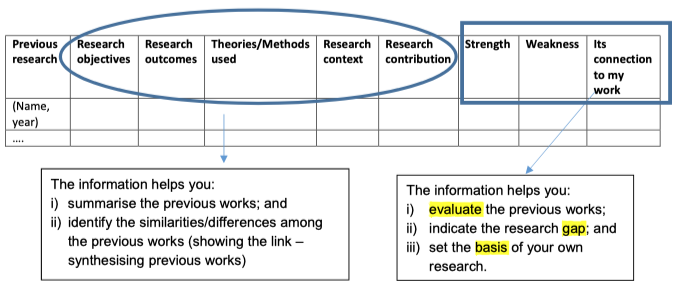 Previous research Research objectives Research outcomes Theories/Methods used Research context Research contribution Strength Weakness Its connection to my work
(Name, year)
....
The information helps you:
i) summarise the previous works; and
ii) identify the similarities/differences among
the previous works (showing the link –
synthesising previous works)
The information helps you:
i) evaluate the previous works;
ii) indicate the research gap; and
iii) set the basis of your own
research.